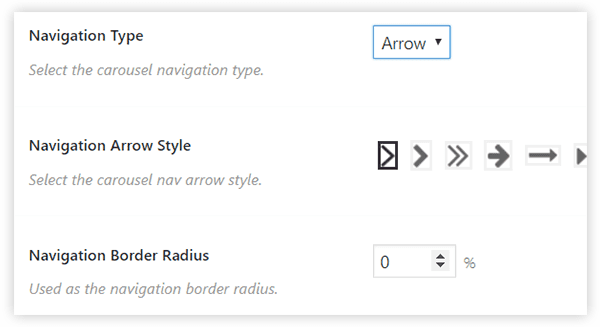 Navigation Type
Arrow
Select the carousel navigation type.
Navigation Arrow Style
Select the carousel nav arrow style.
Navigation Border Radius
0 %
Used as the navigation border radius.